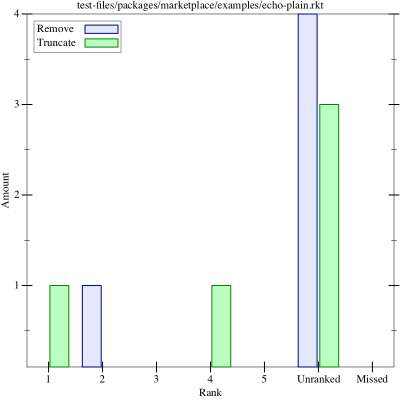 test-files/packages/marketplace/examples/echo-plain.rkt
Remove
Truncate
4
3
2
1
Amount
1 2 3 4 5 Unranked Missed
Rank